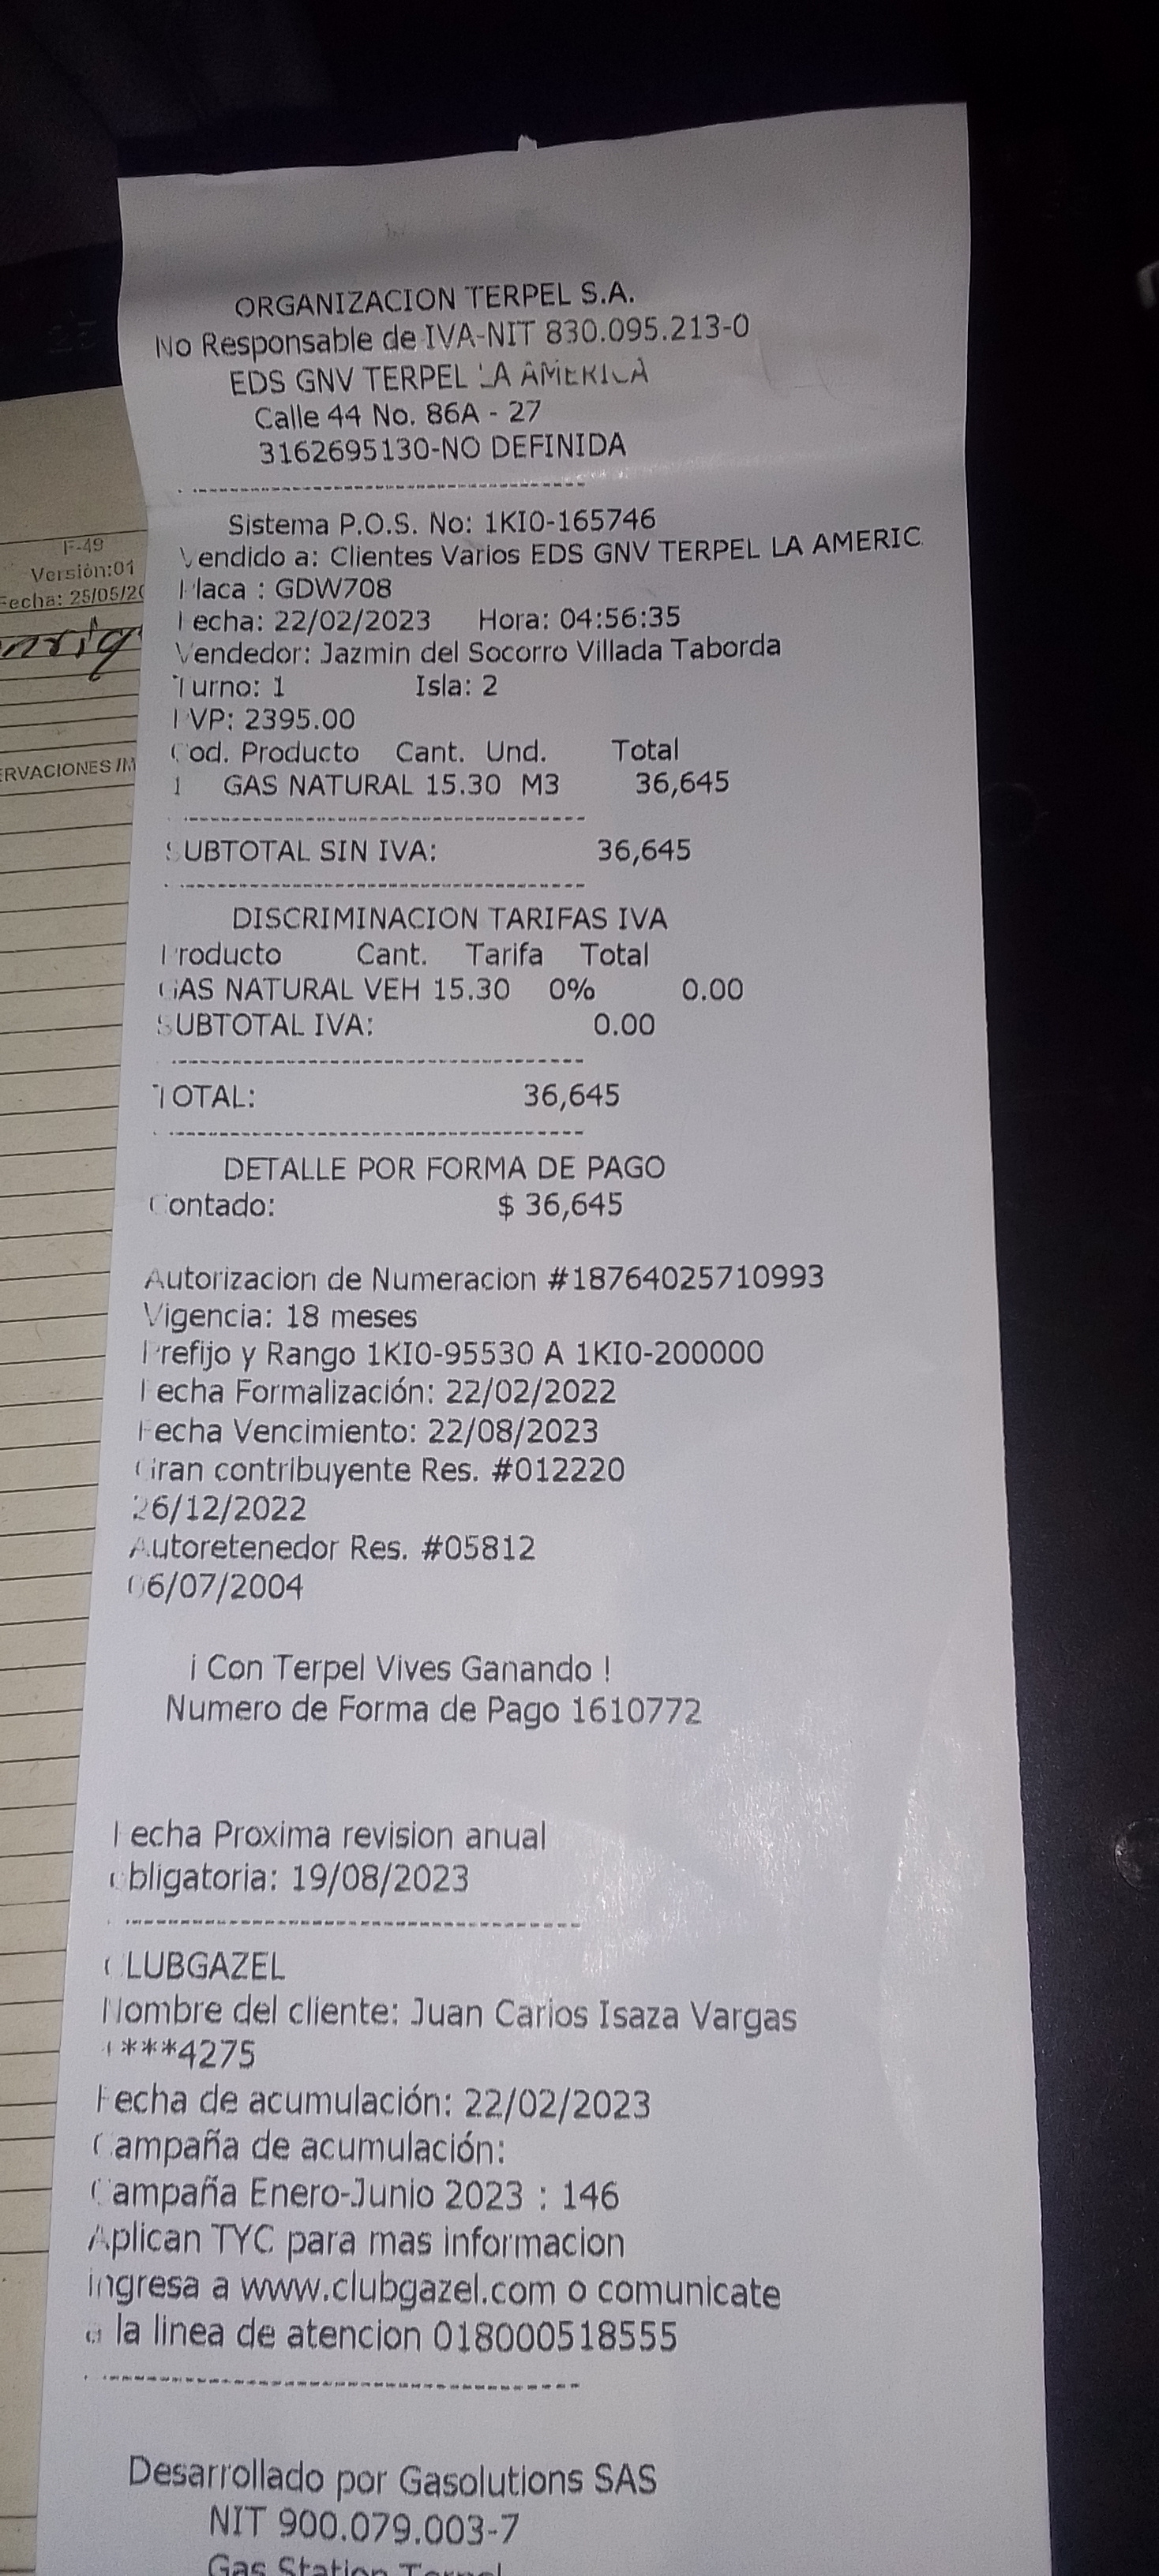 ORGANIZACION TERPEL S.A.
No Responsable de IVA-NIT 830.095.213-0
EDS GNV TERPEL LA AMERICA
Calle 44 No. 86A - 27
3162695130-NO DEFINIDA
Sistema P.O.S. No: 1KI0-165746
Vendido a: Clientes Varios EDS GNV TERPEL LA AMERIC
Placa : GDW708
Fecha: 22/02/2023 Hora: 04:56:35
Vendedor: Jazmin del Socorro Villada Taborda
Turno: 1 Isla: 2
PVP: 2395.00
Cod. Producto Cant. Und. Total
1 GAS NATURAL 15.30 M3 36,645
SUBTOTAL SIN IVA: 36,645
DISCRIMINACION TARIFAS IVA
Producto Cant. Tarifa Total
GAS NATURAL VEH 15.30 0% 0.00
SUBTOTAL IVA: 0.00
TOTAL: 36,645
DETALLE POR FORMA DE PAGO
Contado: $ 36,645
Autorizacion de Numeracion #18764025710993
Vigencia: 18 meses
Prefijo y Rango 1KI0-95530 A 1KI0-200000
Fecha Formalización: 22/02/2022
Fecha Vencimiento: 22/08/2023
Gran contribuyente Res. #012220
26/12/2022
Autoretenedor Res. #05812
06/07/2004
¡ Con Terpel Vives Ganando !
Numero de Forma de Pago 1610772
Fecha Proxima revision anual
obligatoria: 19/08/2023
CLUBGAZEL
Nombre del cliente: Juan Carlos Isaza Vargas
***4275
Fecha de acumulación: 22/02/2023
Campaña de acumulación:
Campaña Enero-Junio 2023 : 146
Aplican TYC para mas informacion
ingresa a www.clubgazel.com o comunicate
a la linea de atencion 018000518555
Desarrollado por Gasolutions SAS
NIT 900.079.003-7
Gas Station Terpel
F-49
Versión:01
Fecha: 25/05/20
ERVACIONES /IM